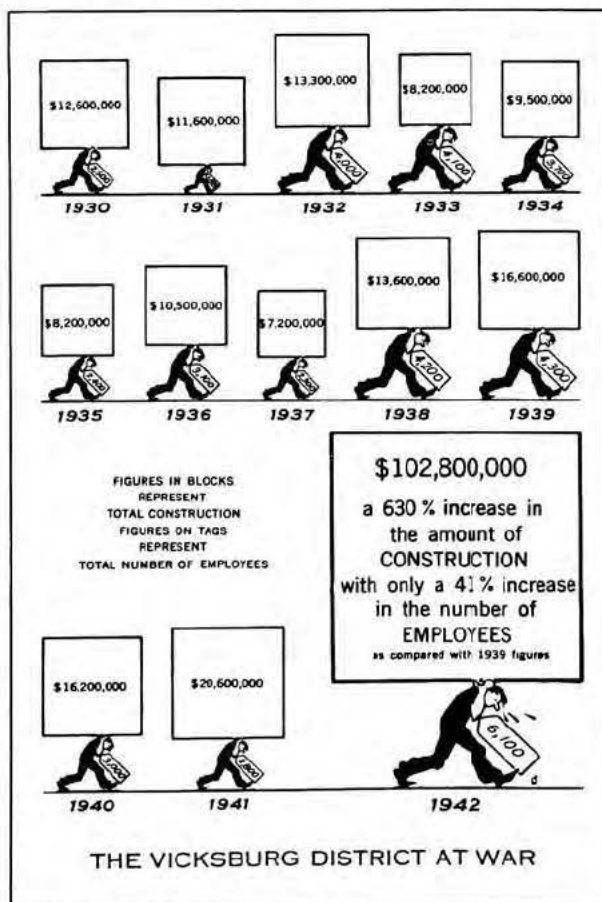 $12,600,000
$11,600,000
$13,300,000
$8,200,000
$9,500,000
4,000
4,100
1930
1931
1932
1933
1934
$8,200,000
$10,500,000
$7,200,000
$13,600,000
$16,600,000
4,200
4,300
1935
1936
1937
1938
1939
FIGURES IN BLOCKS
REPRESENT
TOTAL CONSTRUCTION
FIGURES ON TAGS
REPRESENT
TOTAL NUMBER OF EMPLOYEES
$102,800,000
a 630% increase in
the amount of
CONSTRUCTION
with only a 41% increase
in the number of
EMPLOYEES
as compared with 1939 figures
$16,200,000
$20,600,000
3,000
6,100
1940
1941
1942
THE VICKSBURG DISTRICT AT WAR